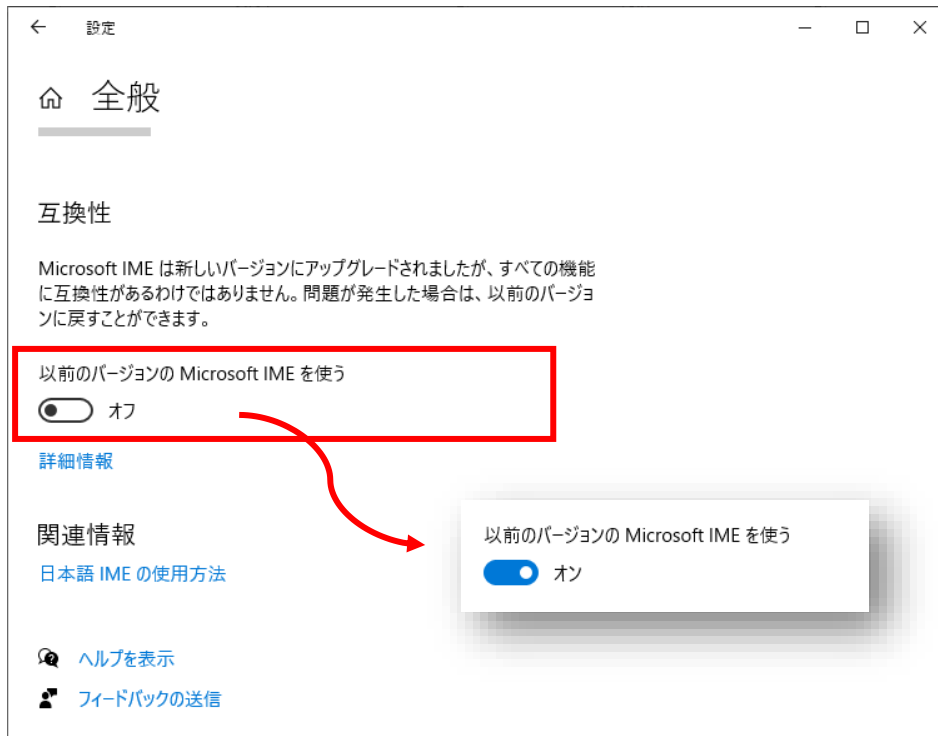 設定
全般
互換性
Microsoft IME は新しいバージョンにアップグレードされましたが、すべての機能
に互換性があるわけではありません。問題が発生した場合は、以前のバージョ
ンに戻すことができます。
以前のバージョンの Microsoft IME を使う
オフ
詳細情報
関連情報
日本語 IME の使用方法
以前のバージョンの Microsoft IME を使う
オン
ヘルプを表示
フィードバックの送信